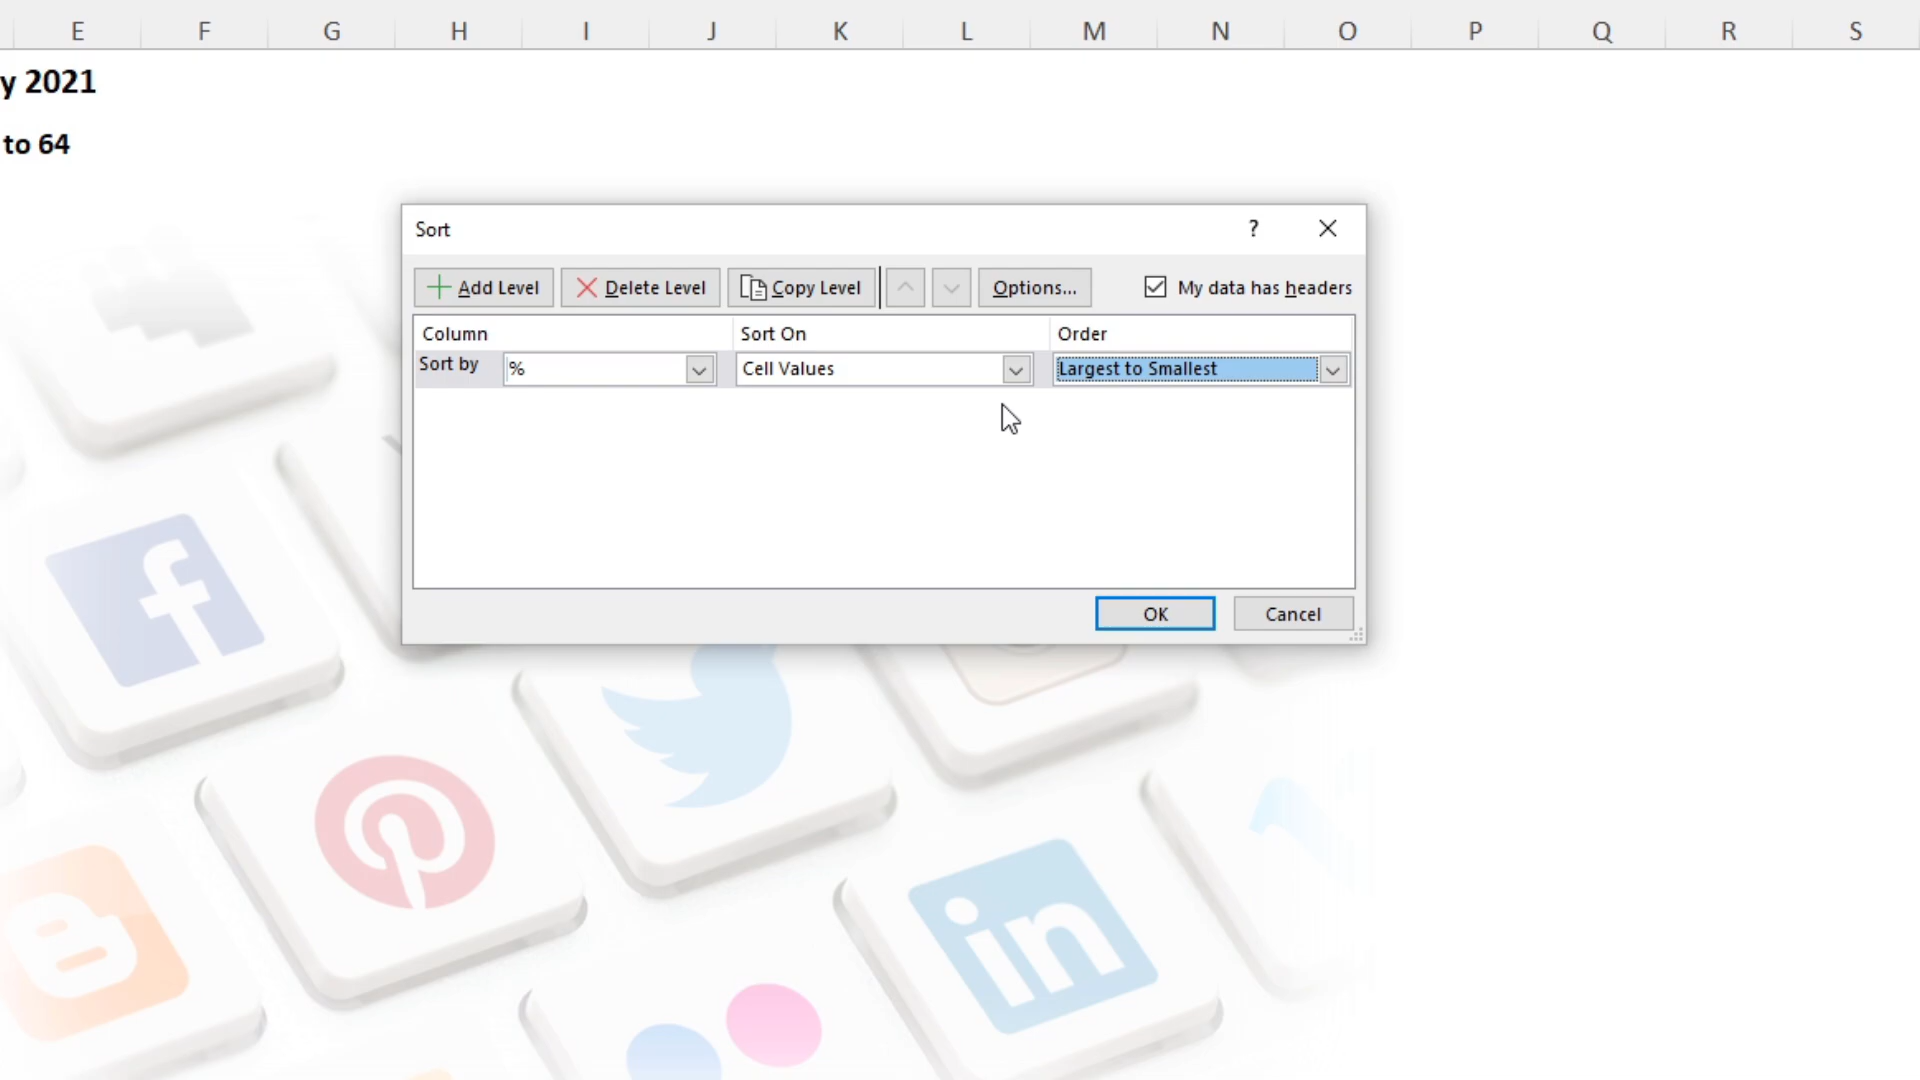 E F G H I J K L M N O P Q R S
y 2021
to 64
Sort ?
Add Level Delete Level Copy Level Options... My data has headers
Column Sort On Order
Sort by % Cell Values Largest to Smallest
OK Cancel
f
in